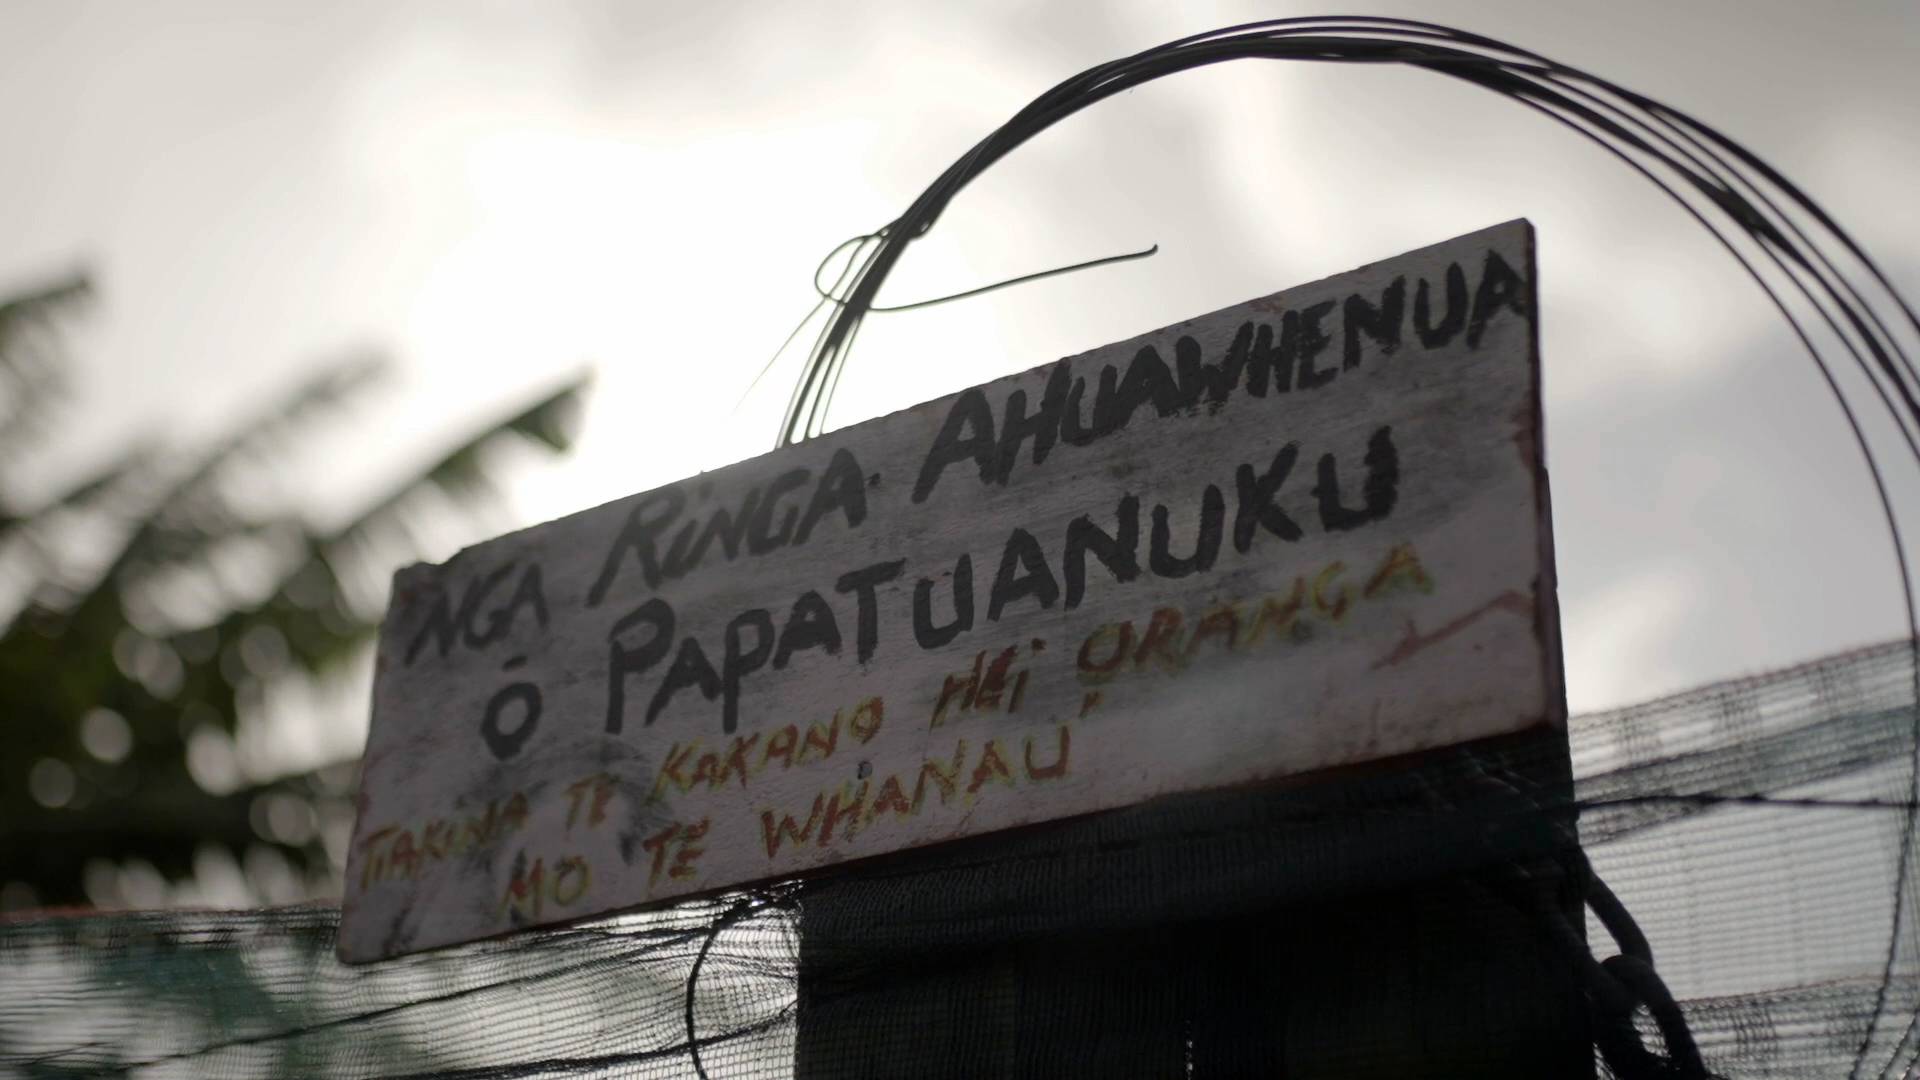 NGA RiNGA AHUAWHENUA
Ō PAPATUANUKU
TIAKINA TE KAKANO HEi ORANGA
MO TE WHANAU"